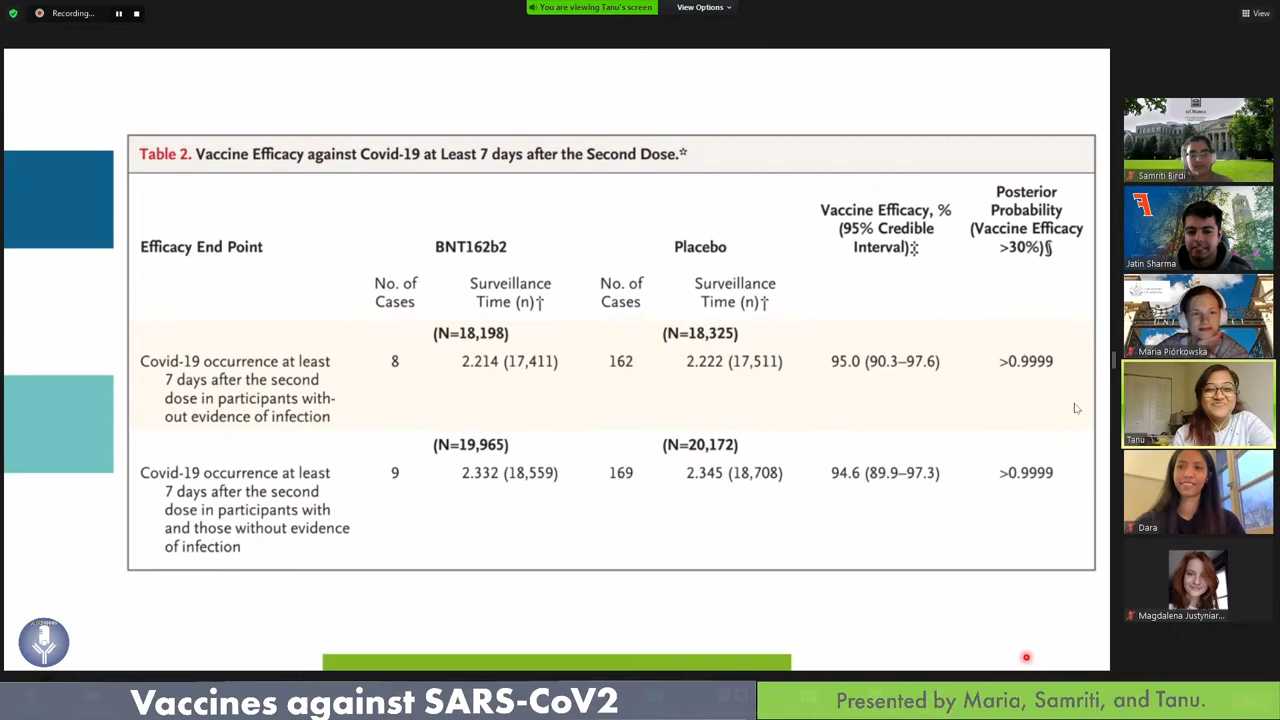 Recording...
You are viewing Tanu's screen
View Options
View
Table 2. Vaccine Efficacy against Covid-19 at Least 7 days after the Second Dose.*
Efficacy End Point
BNT162b2
Placebo
Vaccine Efficacy, %
(95% Credible
Interval)‡
Posterior
Probability
(Vaccine Efficacy
>30%)§
No. of
Cases
Surveillance
Time (n)†
No. of
Cases
Surveillance
Time (n)†
(N=18,198)
(N=18,325)
Covid-19 occurrence at least
7 days after the second
dose in participants with-
out evidence of infection
8
2.214 (17,411)
162
2.222 (17,511)
95.0 (90.3–97.6)
>0.9999
(N=19,965)
(N=20,172)
Covid-19 occurrence at least
7 days after the second
dose in participants with
and those without evidence
of infection
9
2.332 (18,559)
169
2.345 (18,708)
94.6 (89.9–97.3)
>0.9999
uOttawa
Samriti Birdi
Jatin Sharma
Maria Piórkowska
Tanu
Dara
Magdalena Justyniar...
Vaccines against SARS-CoV2
Presented by Maria, Samriti, and Tanu.